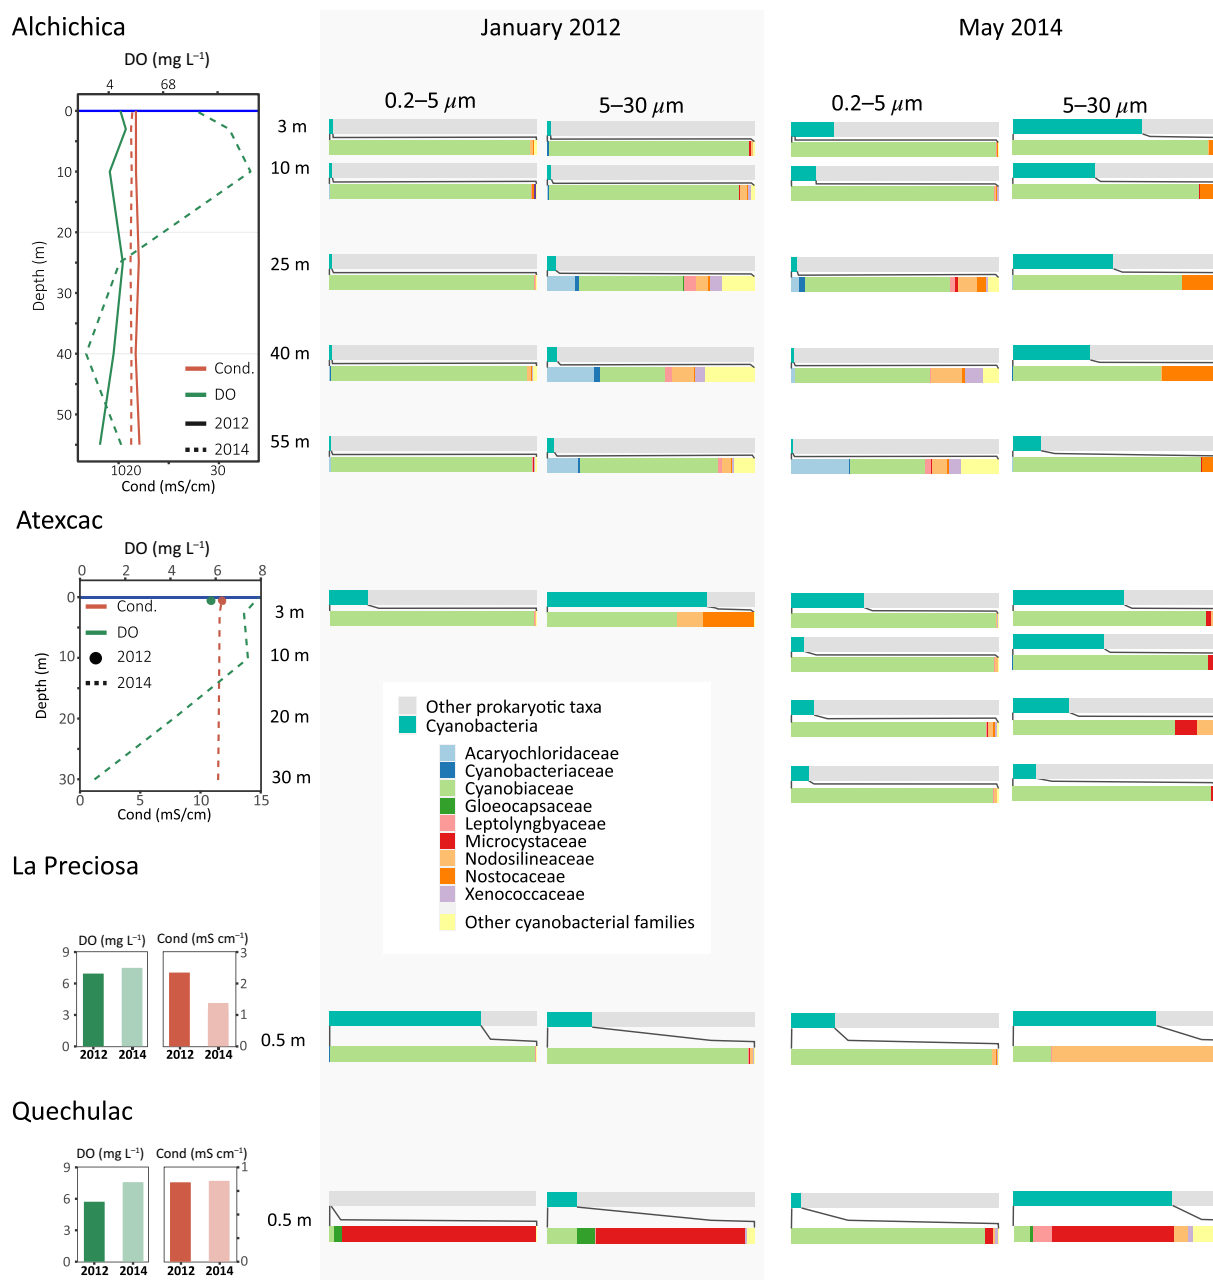 Alchichica
January 2012
May 2014
DO (mg L⁻¹)
4 68
0.2–5 µm
5–30 µm
0.2–5 µm
5–30 µm
0
10
20
30
40
50
Depth (m)
3 m
10 m
25 m
40 m
55 m
Cond.
DO
2012
2014
1020 30
Cond (mS/cm)
Atexcac
DO (mg L⁻¹)
0 2 4 6 8
0
10
20
30
Depth (m)
Cond.
DO
2012
2014
3 m
10 m
20 m
30 m
0 5 10 15
Cond (mS/cm)
Other prokaryotic taxa
Cyanobacteria
Acaryochloridaceae
Cyanobacteriaceae
Cyanobiaceae
Gloeocapsaceae
Leptolyngbyaceae
Microcystaceae
Nodosilineaceae
Nostocaceae
Xenococcaceae
Other cyanobacterial families
La Preciosa
DO (mg L⁻¹)
Cond (mS cm⁻¹)
9 3
6 2
3 1
0 0
2012 2014 2012 2014
0.5 m
Quechulac
DO (mg L⁻¹)
Cond (mS cm⁻¹)
9 1
6
3
0 0
2012 2014 2012 2014
0.5 m